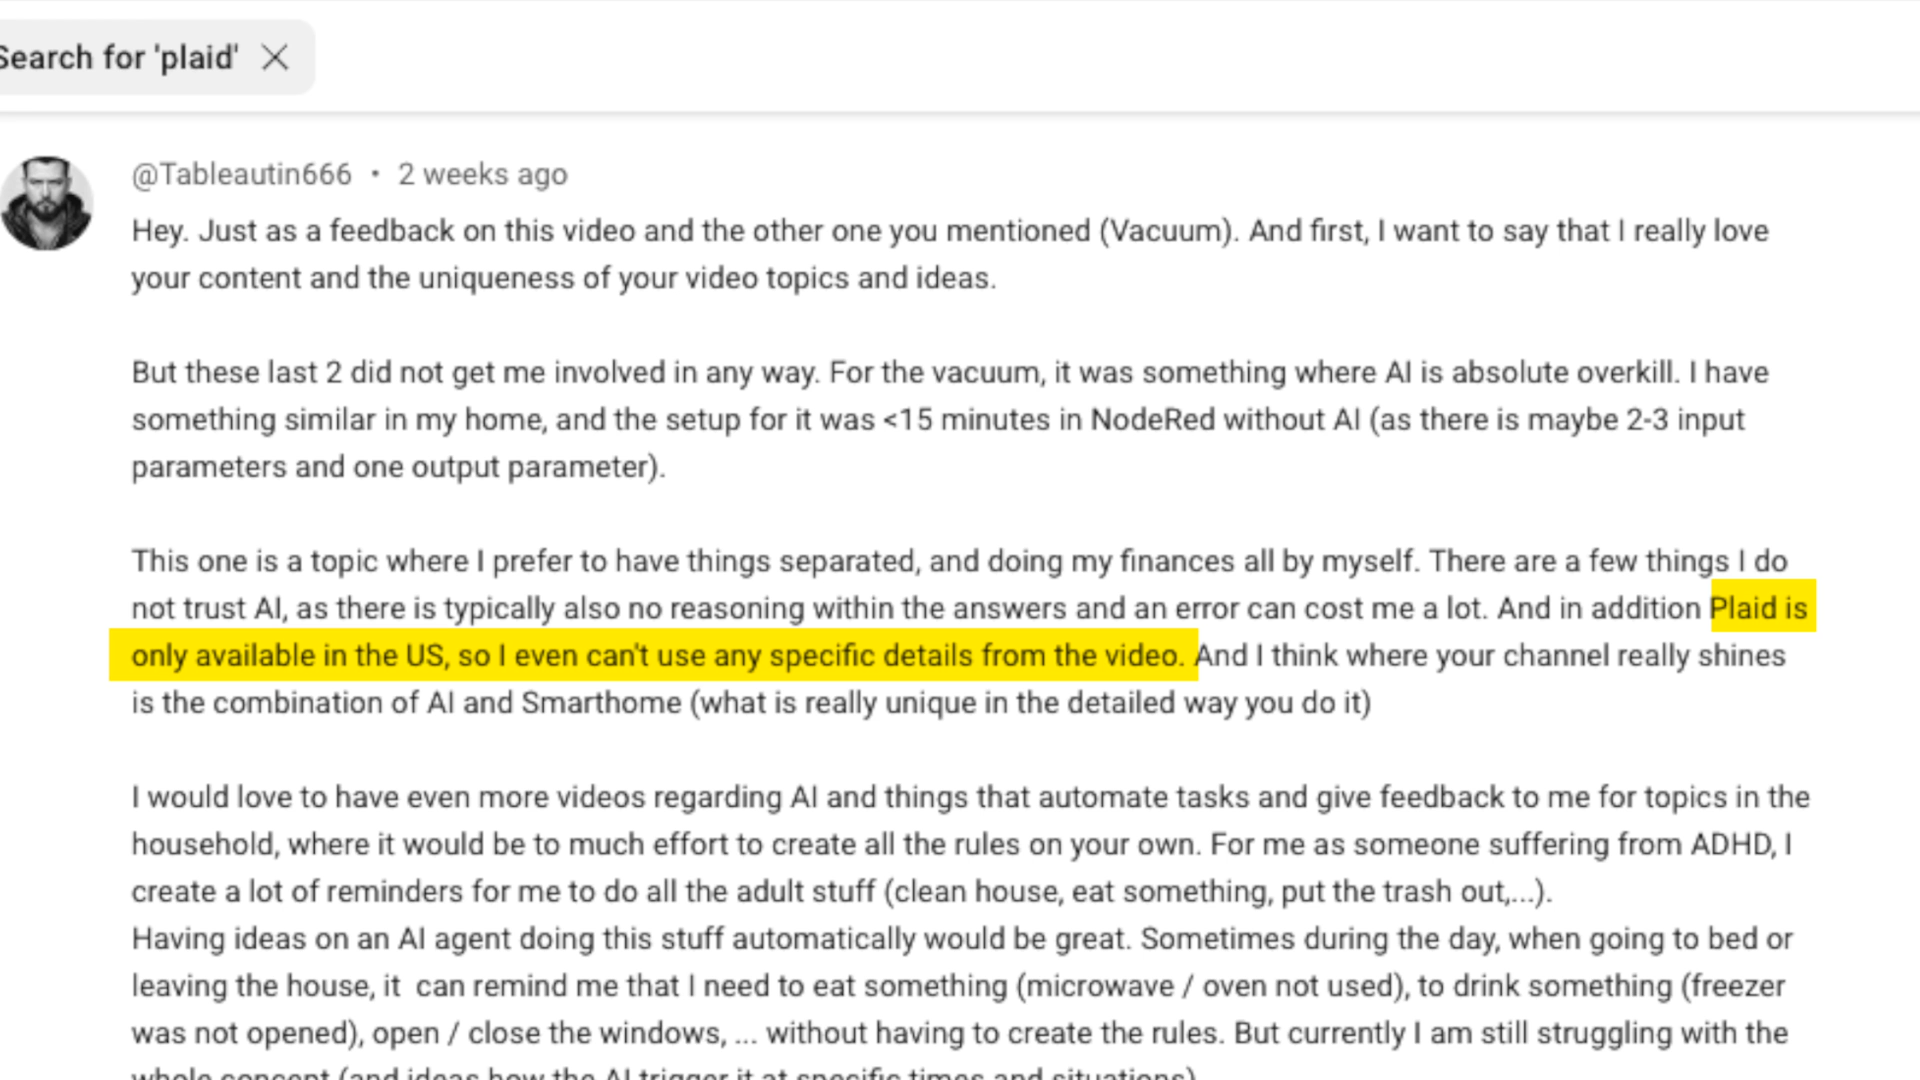 Search for 'plaid'
@Tableautin666 • 2 weeks ago
Hey. Just as a feedback on this video and the other one you mentioned (Vacuum). And first, I want to say that I really love
your content and the uniqueness of your video topics and ideas.
But these last 2 did not get me involved in any way. For the vacuum, it was something where AI is absolute overkill. I have
something similar in my home, and the setup for it was <15 minutes in NodeRed without AI (as there is maybe 2-3 input
parameters and one output parameter).
This one is a topic where I prefer to have things separated, and doing my finances all by myself. There are a few things I do
not trust AI, as there is typically also no reasoning within the answers and an error can cost me a lot. And in addition Plaid is
only available in the US, so I even can't use any specific details from the video. And I think where your channel really shines
is the combination of AI and Smarthome (what is really unique in the detailed way you do it)
I would love to have even more videos regarding AI and things that automate tasks and give feedback to me for topics in the
household, where it would be to much effort to create all the rules on your own. For me as someone suffering from ADHD, I
create a lot of reminders for me to do all the adult stuff (clean house, eat something, put the trash out,...).
Having ideas on an AI agent doing this stuff automatically would be great. Sometimes during the day, when going to bed or
leaving the house, it can remind me that I need to eat something (microwave / oven not used), to drink something (freezer
was not opened), open / close the windows, ... without having to create the rules. But currently I am still struggling with the
whole concept (and ideas how the AI trigger it at specific times and situations)